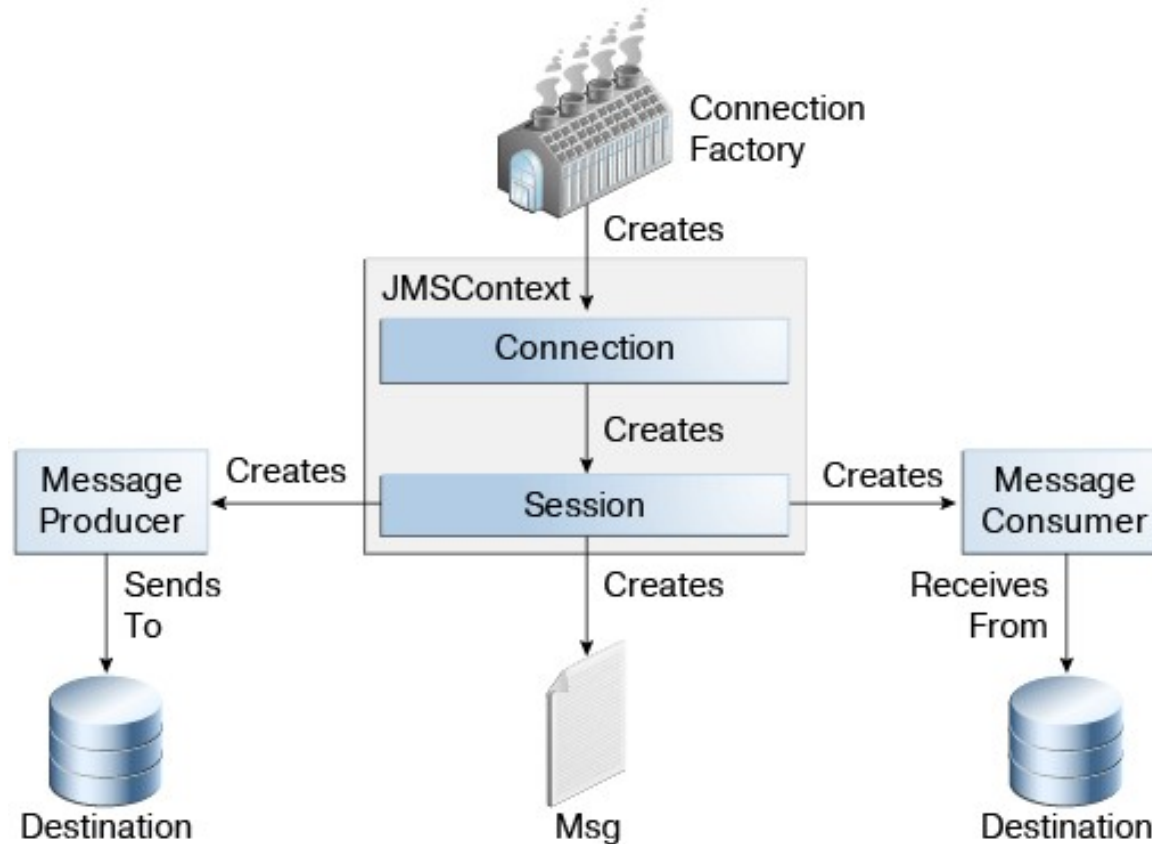 Connection
Factory
Creates
JMSContext
Connection
Creates
Message
Producer
Creates
Session
Creates
Message
Consumer
Sends
To
Creates
Receives
From
Destination
Msg
Destination